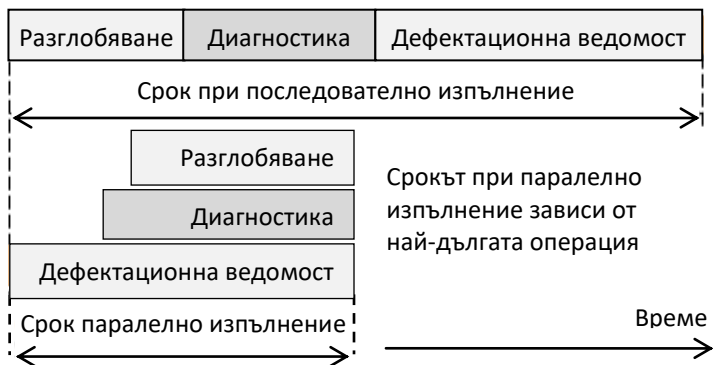 Разглобяване Диагностика Дефектационна ведомост
Срок при последователно изпълнение
Разглобяване
Диагностика
Дефектационна ведомост
Срок паралелно изпълнение
Срокът при паралелно
изпълнение зависи от
най-дългата операция
Време